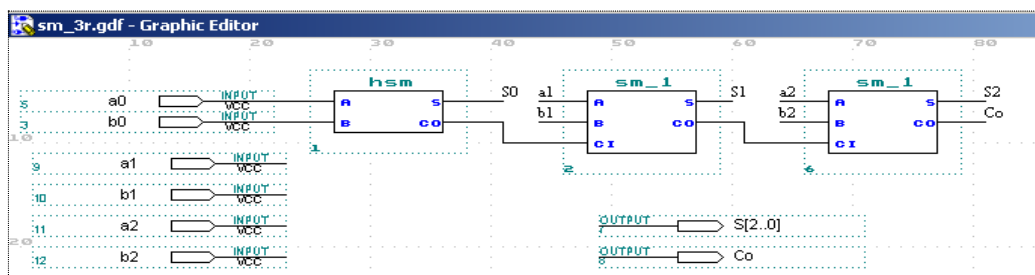 sm_3r.gdf - Graphic Editor
10 20 30 40 50 60 70 80
hsm sm_1 sm_1
5 a0 INPUT VCC A S S0 a1 A S S1 a2 A S S2
3 b0 INPUT VCC B CO b1 B CO b2 B CO Co
10 CI CI
1 2 6
9 a1 INPUT VCC
10 b1 INPUT VCC
11 a2 INPUT VCC OUTPUT 7 S[2..0]
20
12 b2 INPUT VCC OUTPUT 8 Co